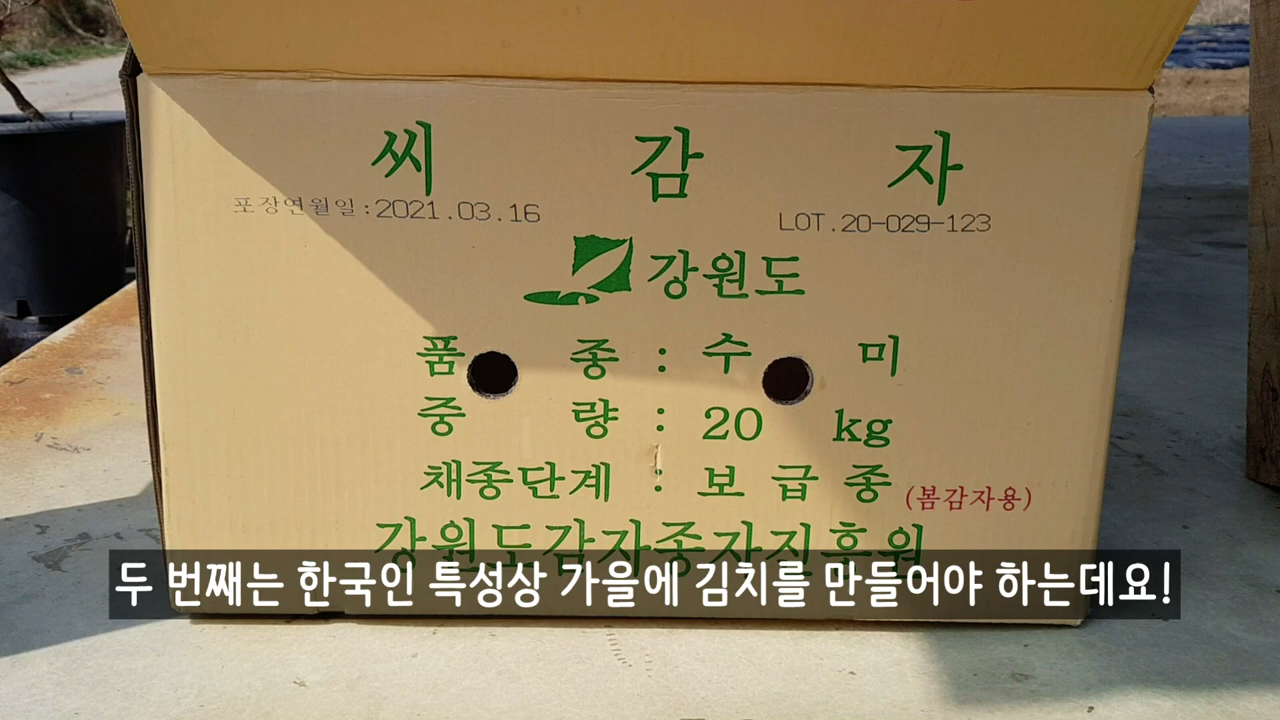 씨 감 자
포장연월일:2021.03.16 LOT.20-029-123
강원도
품 종 : 수 미
중 량 : 20 kg
채종단계 : 보 급 종 (봄감자용)
강원도감자종자진흥원
두 번째는 한국인 특성상 가을에 김치를 만들어야 하는데요!